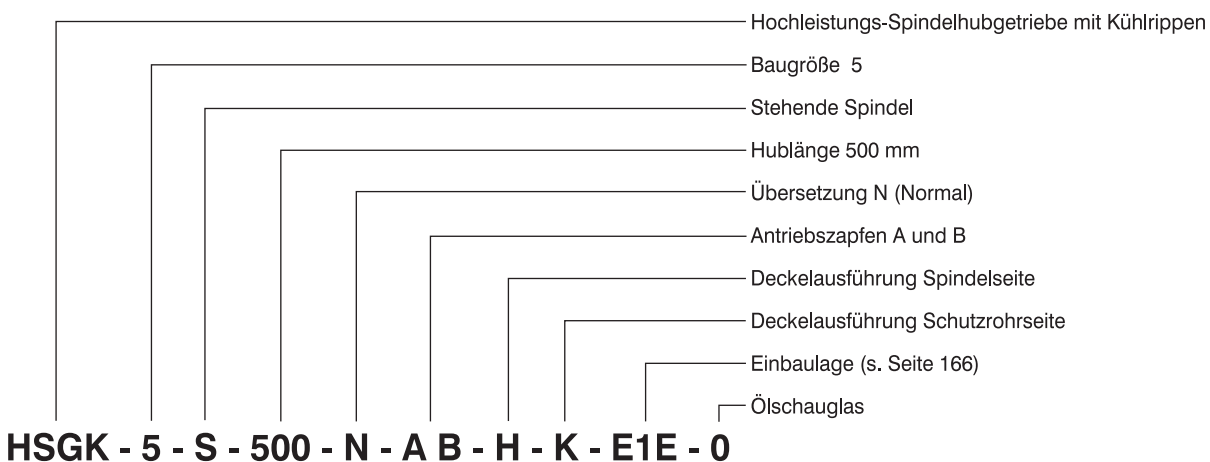 Hochleistungs-Spindelhubgetriebe mit Kühlrippen
Baugröße 5
Stehende Spindel
Hublänge 500 mm
Übersetzung N (Normal)
Antriebszapfen A und B
Deckelausführung Spindelseite
Deckelausführung Schutzrohrseite
Einbaulage (s. Seite 166)
Ölschauglas
HSGK - 5 - S - 500 - N - A B - H - K - E1E - 0